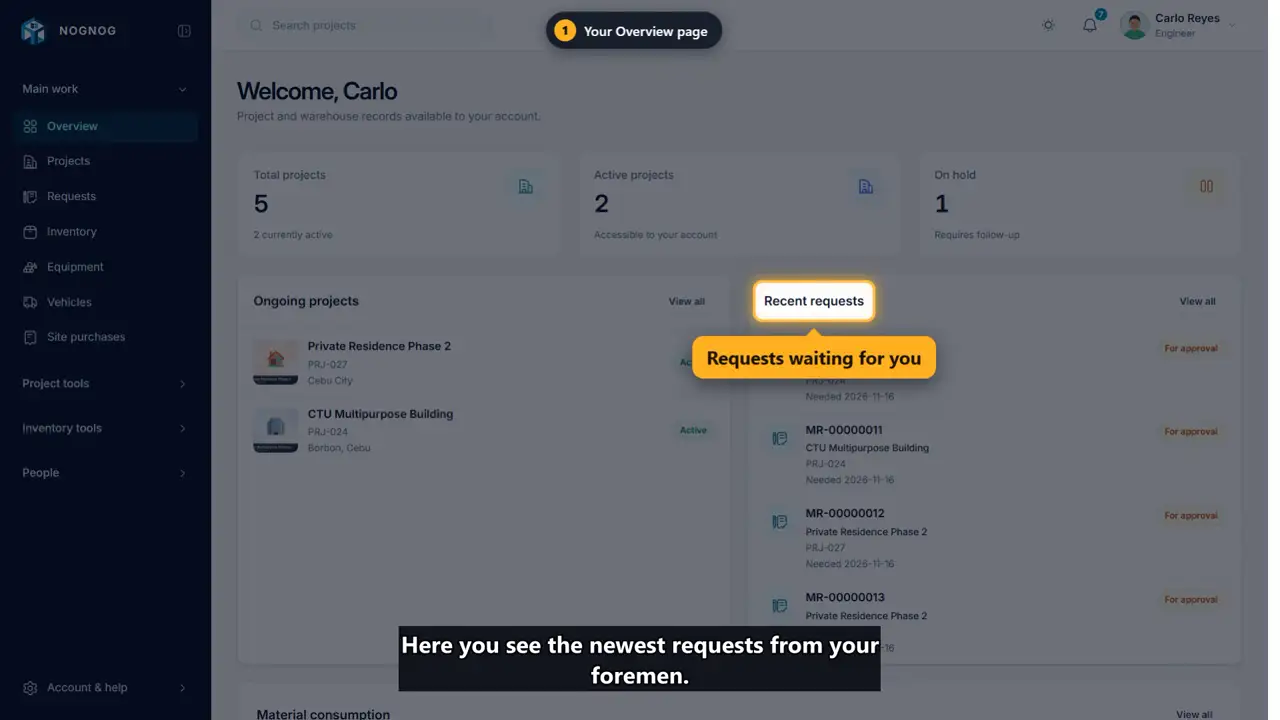 NOGNOG
Search projects
1 Your Overview page
7
Carlo Reyes
Engineer
Main work
Overview
Projects
Requests
Inventory
Equipment
Vehicles
Site purchases
Project tools
Inventory tools
People
Account & help
Welcome, Carlo
Project and warehouse records available to your account.
Total projects
5
2 currently active
Active projects
2
Accessible to your account
On hold
1
Requires follow-up
Ongoing projects
View all
Private Residence Phase 2
PRJ-027
Cebu City
CTU Multipurpose Building
PRJ-024
Borbon, Cebu
Active
Recent requests
View all
Requests waiting for you
For approval
PRJ-024
Needed 2026-11-16
MR-00000011
CTU Multipurpose Building
PRJ-024
Needed 2026-11-16
For approval
MR-00000012
Private Residence Phase 2
PRJ-027
Needed 2026-11-16
For approval
MR-00000013
Private Residence Phase 2
For approval
Here you see the newest requests from your
foremen.
Material consumption
View all